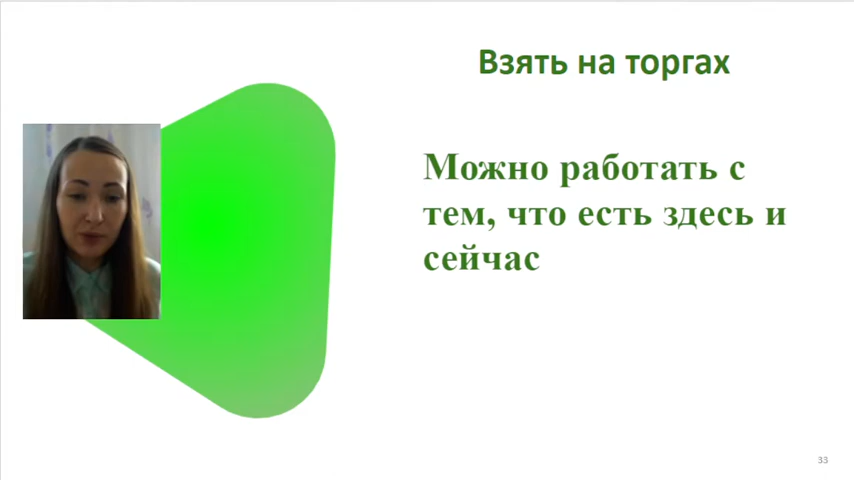 Взять на торгах
Можно работать с
тем, что есть здесь и
сейчас
33